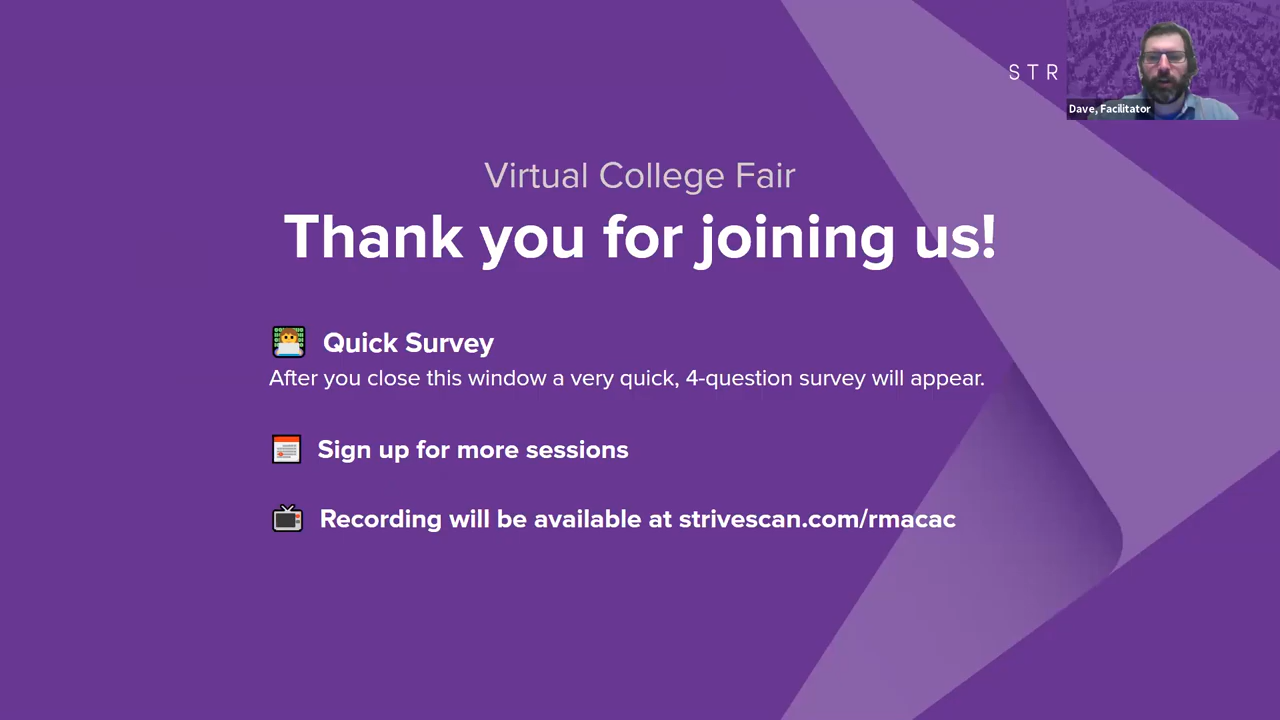 STR
Dave, Facilitator
Virtual College Fair
Thank you for joining us!
Quick Survey
After you close this window a very quick, 4-question survey will appear.
Sign up for more sessions
Recording will be available at strivescan.com/rmacac